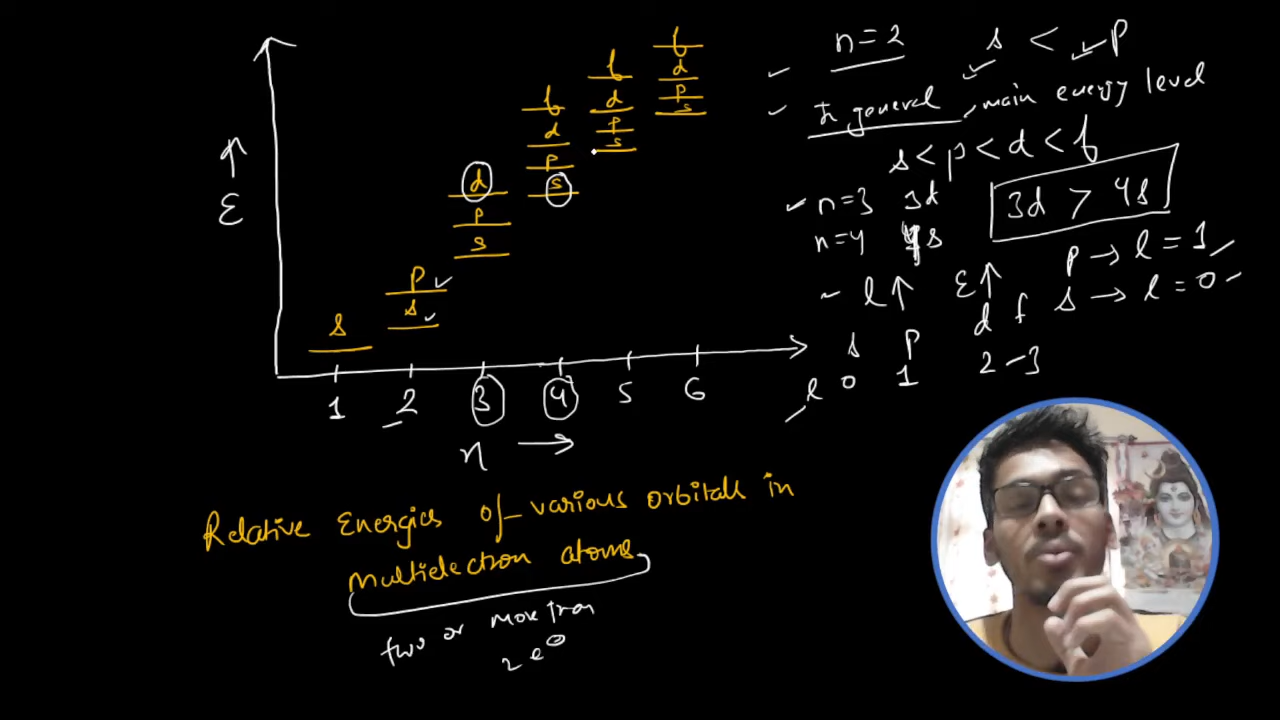 ε
s
s p
s p d
s p d f
s p d f
s p d f
1 2 3 4 5 6
n →
Relative Energies of various orbitals in
multielectron atoms
two or more than
2 e⊖
n = 2 s < p
In general, main energy level
s < p < d < f
n = 3 3d
n = 4 4s
3d > 4s
l ↑ ε ↑
p → l = 1
s → l = 0
s p d f
l 0 1 2 - 3